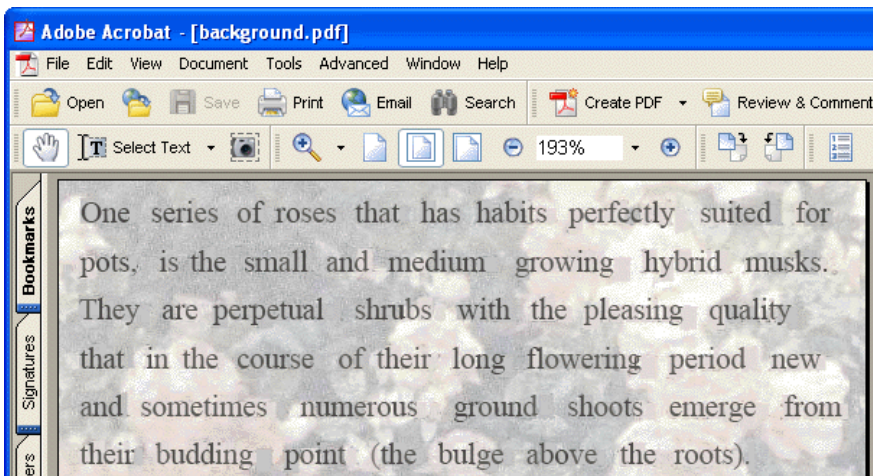 Adobe Acrobat - [background.pdf]
File Edit View Document Tools Advanced Window Help
Open Save Print Email Search Create PDF Review & Comment
Select Text 193%
Bookmarks
Signatures
One series of roses that has habits perfectly suited for
pots, is the small and medium growing hybrid musks.
They are perpetual shrubs with the pleasing quality
that in the course of their long flowering period new
and sometimes numerous ground shoots emerge from
their budding point (the bulge above the roots).